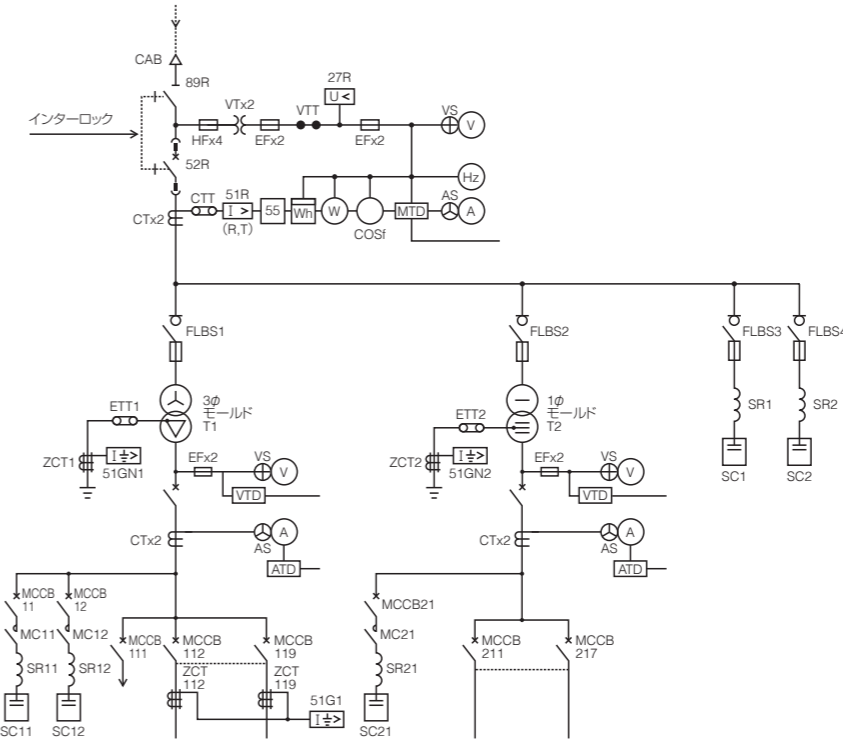 CAB
89R
27R
U <
インターロック
VTx2
VTT
VS
V
HFx4
EFx2
EFx2
52R
Hz
CTT
51R
AS
CTx2
I >
55
Wh
W
MTD
A
(R,T)
COSf
FLBS1
FLBS2
FLBS3
FLBS4
3φ
モールド
T1
1φ
モールド
T2
ETT1
ETT2
SR1
SR2
ZCT1
I >
51GN1
ZCT2
I >
51GN2
SC1
SC2
EFx2
VS
V
EFx2
VS
V
VTD
VTD
CTx2
AS
A
CTx2
AS
A
ATD
ATD
MCCB
11
MCCB
12
MCCB21
MC11
MC12
MCCB
111
MCCB
112
MCCB
119
MC21
MCCB
211
MCCB
217
SR11
SR12
ZCT
112
ZCT
119
SR21
51G1
I >
SC11
SC12
SC21